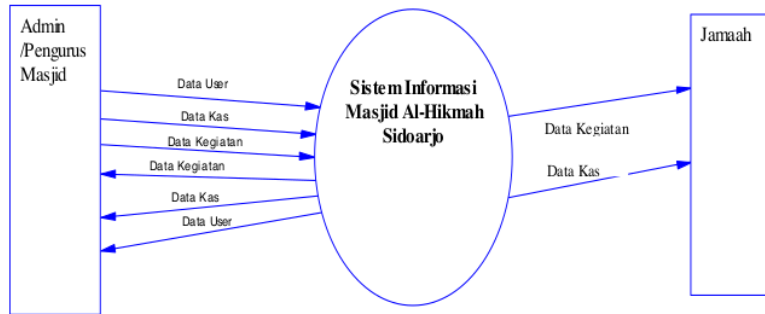 Admin
/Pengurus
Masjid
Data User
Data Kas
Data Kegiatan
Data Kegiatan
Data Kas
Data User
Sistem Informasi
Masjid Al-Hikmah
Sidoarjo
Data Kegiatan
Data Kas
Jamaah